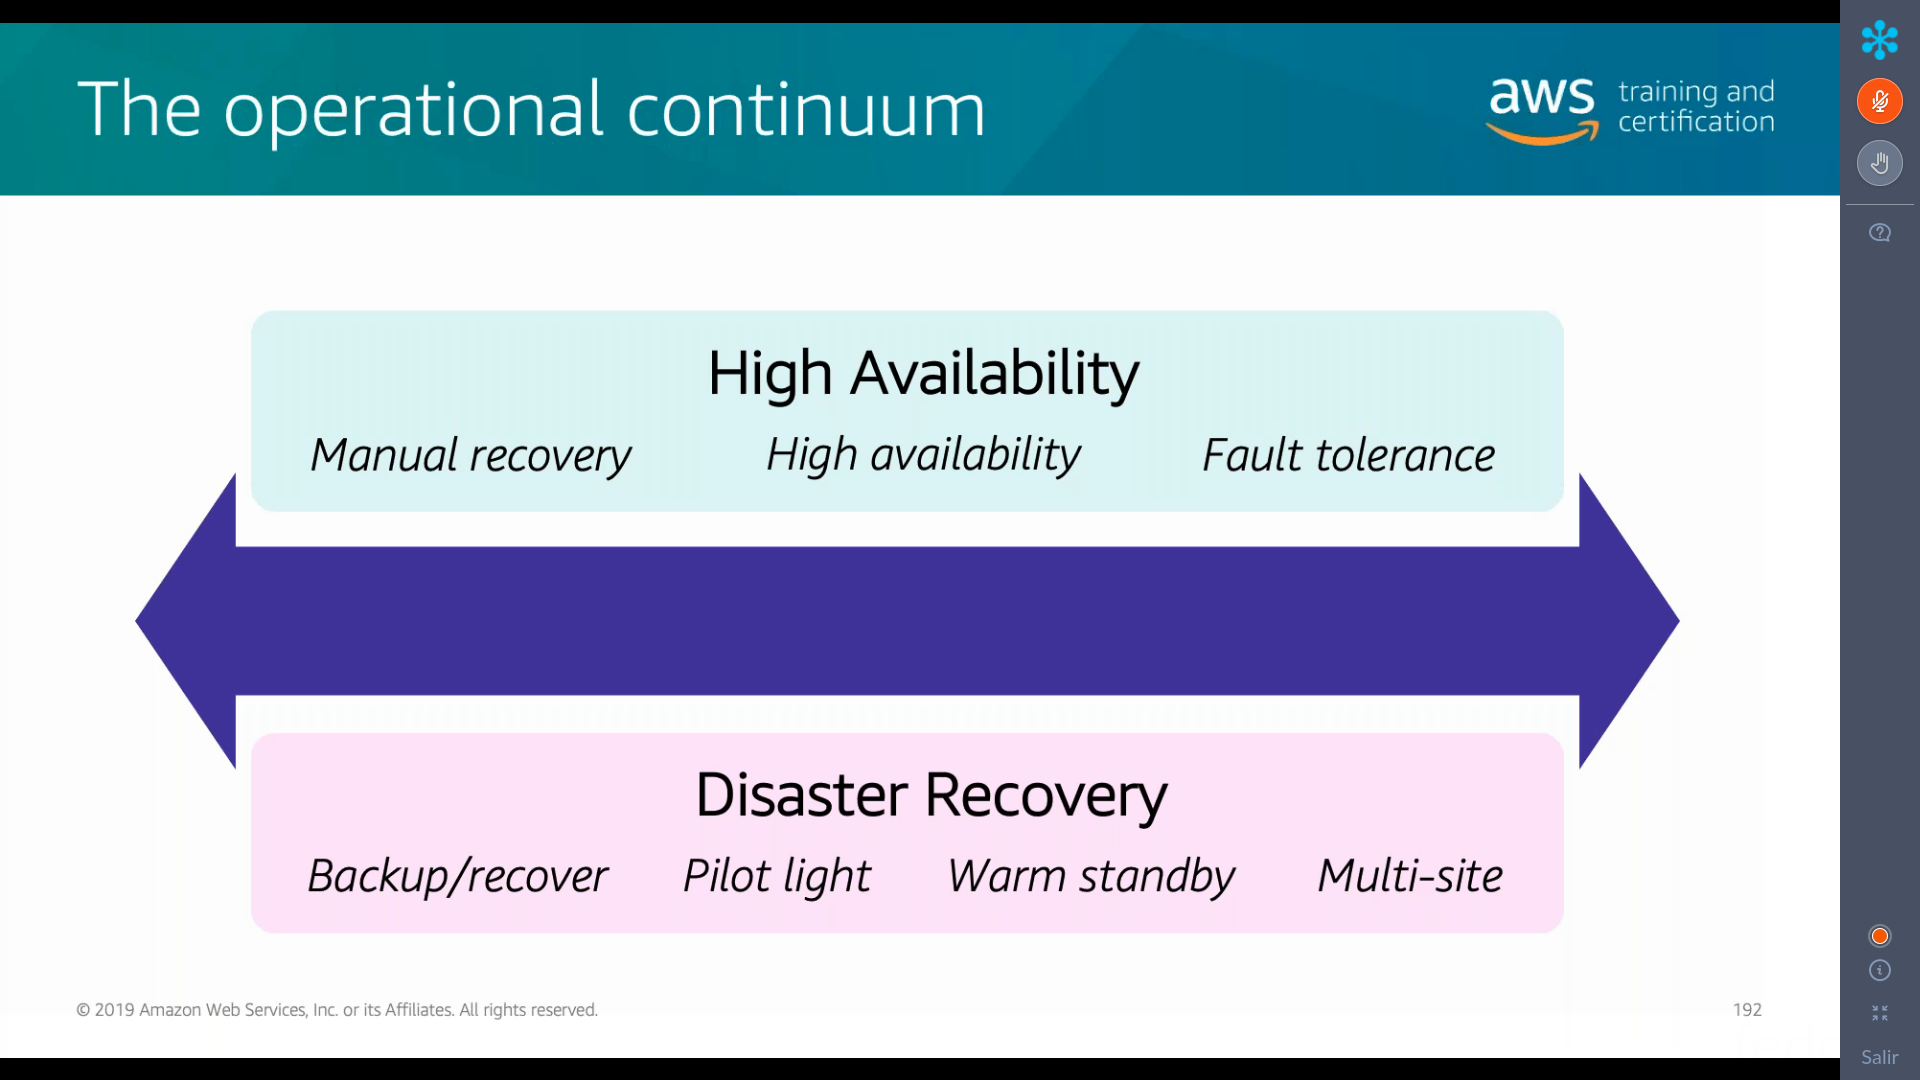 The operational continuum
aws training and
certification
High Availability
Manual recovery High availability Fault tolerance
Disaster Recovery
Backup/recover Pilot light Warm standby Multi-site
© 2019 Amazon Web Services, Inc. or its Affiliates. All rights reserved.
192
Salir